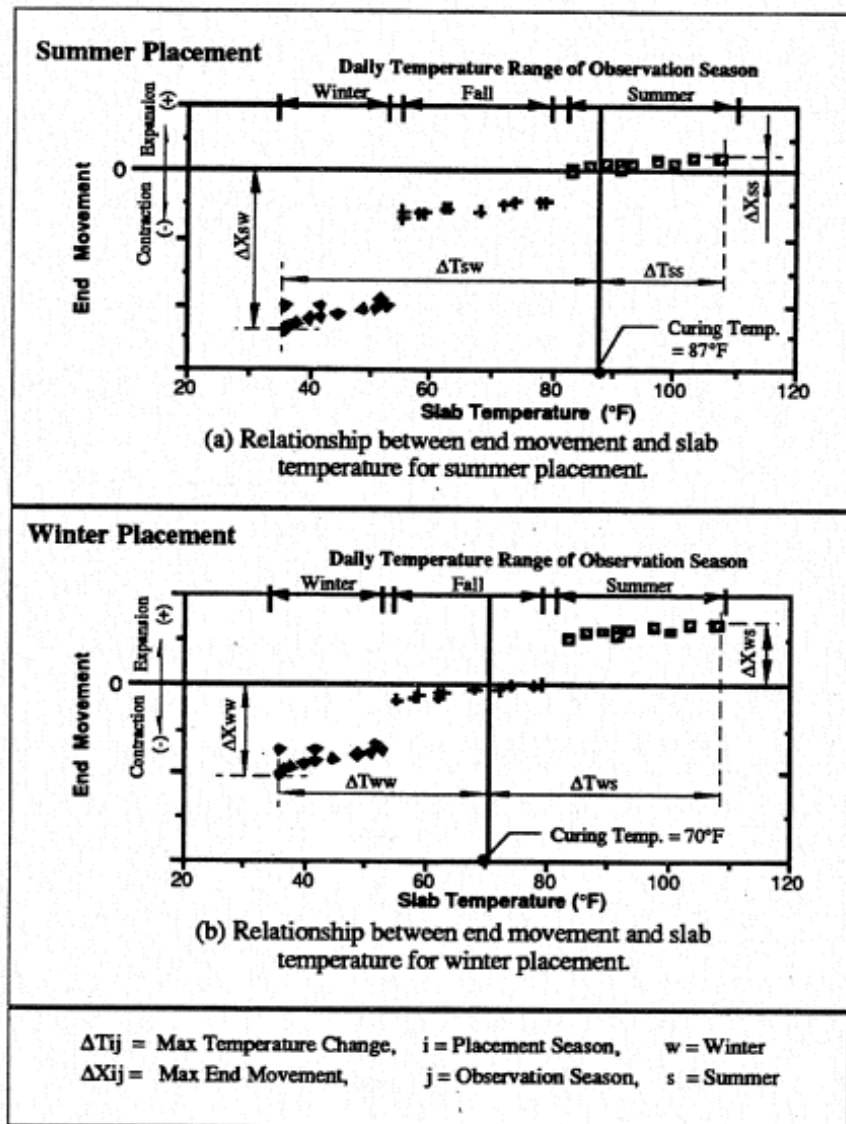 Summer Placement
Daily Temperature Range of Observation Season
Winter Fall Summer
Expansion (+)
0
Contraction (-)
End Movement
ΔXsw
ΔXss
ΔTsw ΔTss
Curing Temp.
= 87°F
20 40 60 80 100 120
Slab Temperature (°F)
(a) Relationship between end movement and slab
temperature for summer placement.
Winter Placement
Daily Temperature Range of Observation Season
Winter Fall Summer
Expansion (+)
0
Contraction (-)
End Movement
ΔXww
ΔXws
ΔTww ΔTws
Curing Temp. = 70°F
20 40 60 80 100 120
Slab Temperature (°F)
(b) Relationship between end movement and slab
temperature for winter placement.
ΔTij = Max Temperature Change, i = Placement Season, w = Winter
ΔXij = Max End Movement, j = Observation Season, s = Summer